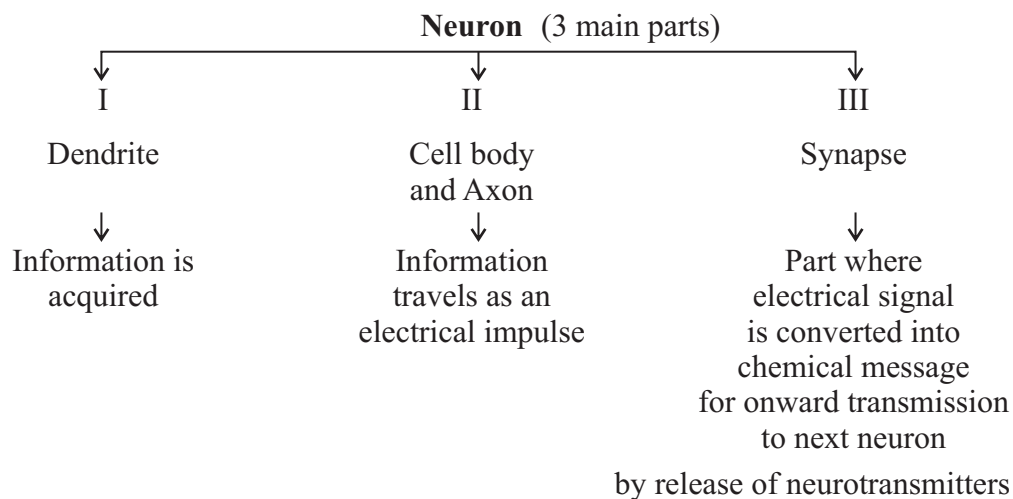 Neuron (3 main parts)
I II III
Dendrite Cell body Synapse
and Axon
Information is Information Part where
acquired travels as an electrical signal
electrical impulse is converted into
chemical message
for onward transmission
to next neuron
by release of neurotransmitters